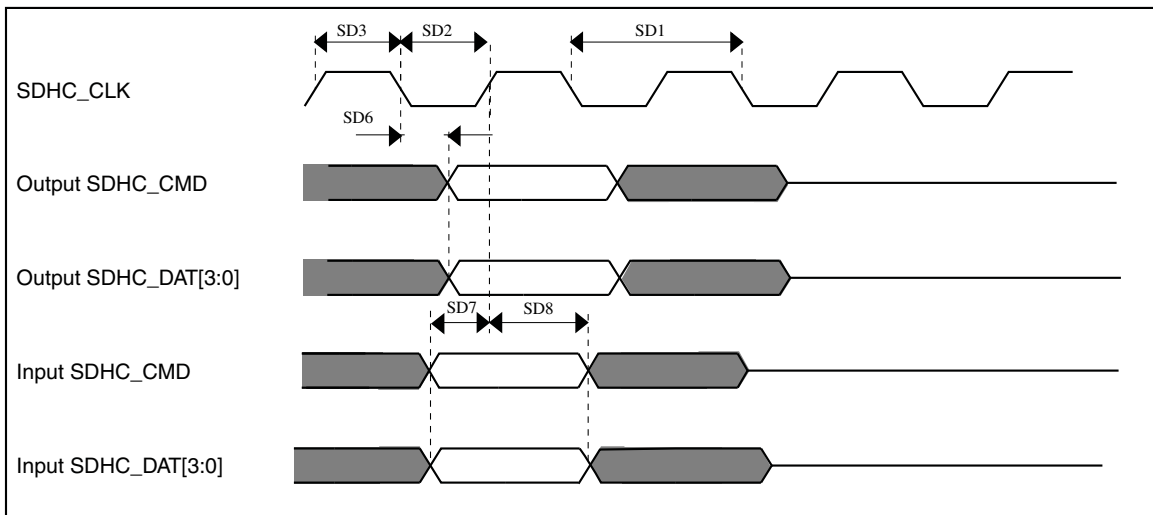 SD3
SD2
SD1
SDHC_CLK
SD6
Output SDHC_CMD
Output SDHC_DAT[3:0]
SD7
SD8
Input SDHC_CMD
Input SDHC_DAT[3:0]